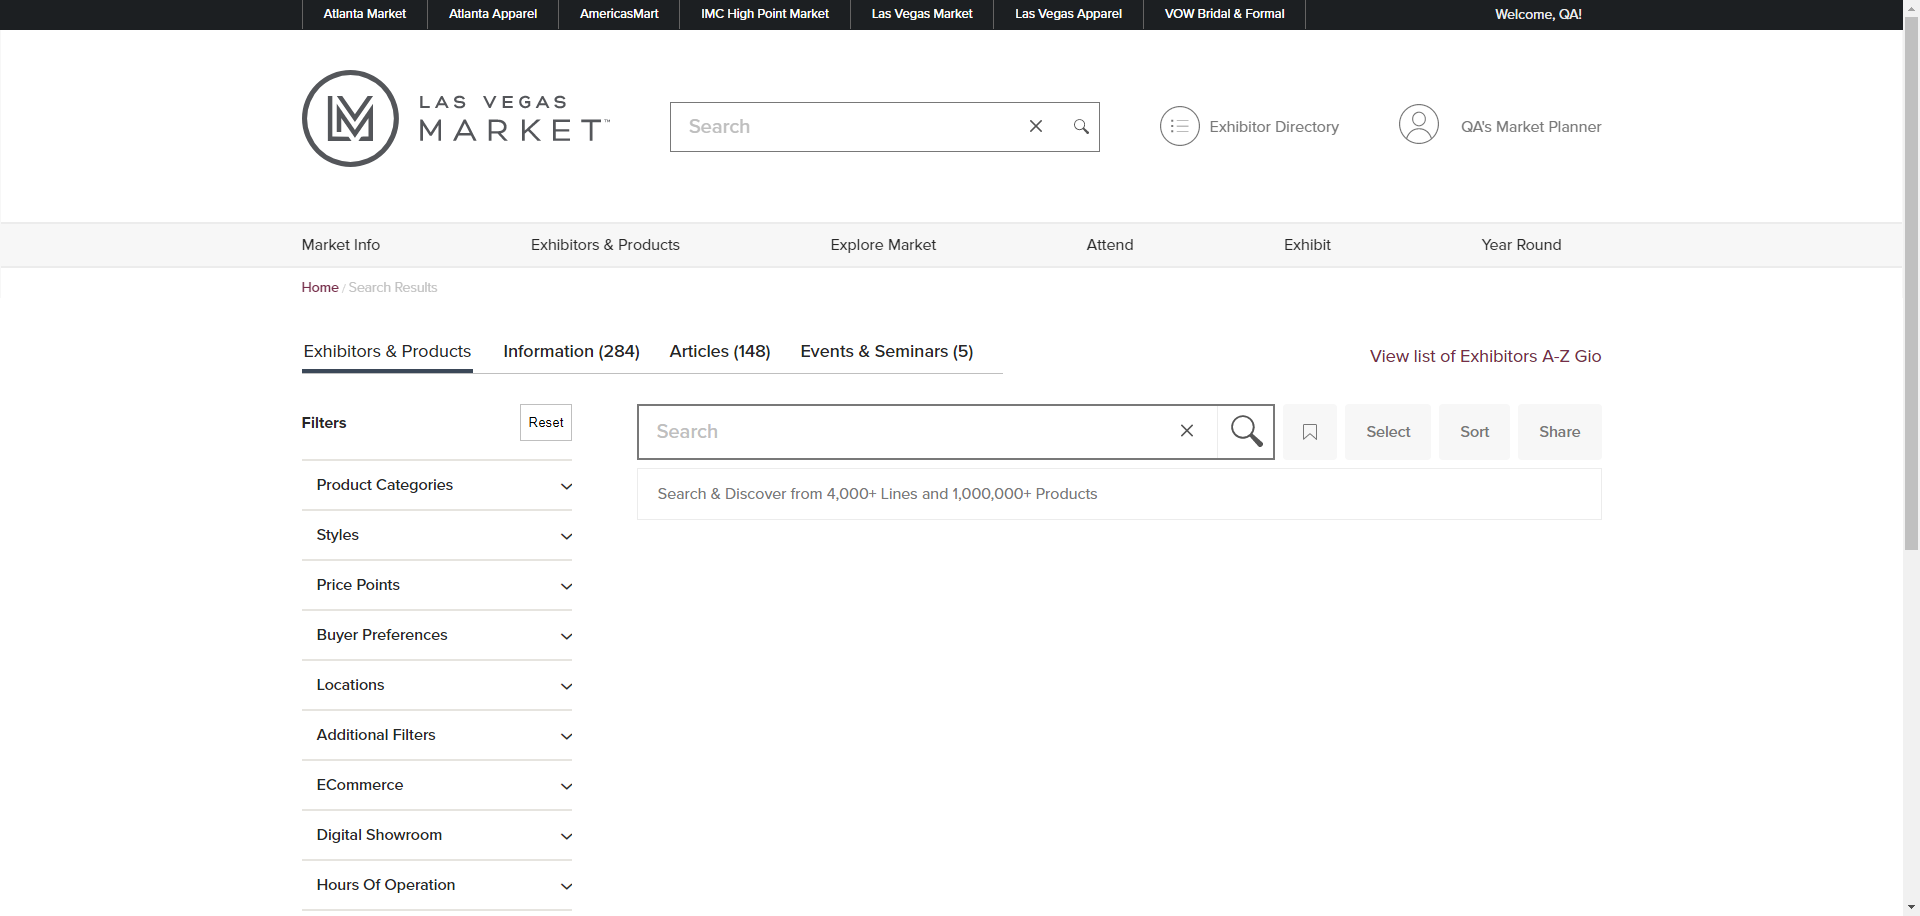 Atlanta Market Atlanta Apparel AmericasMart IMC High Point Market Las Vegas Market Las Vegas Apparel VOW Bridal & Formal Welcome, QA!
LAS VEGAS
MARKET™
Search
Exhibitor Directory
QA's Market Planner
Market Info Exhibitors & Products Explore Market Attend Exhibit Year Round
Home / Search Results
Exhibitors & Products Information (284) Articles (148) Events & Seminars (5)
View list of Exhibitors A-Z Gio
Filters
Reset
Search
Select
Sort
Share
Search & Discover from 4,000+ Lines and 1,000,000+ Products
Product Categories
Styles
Price Points
Buyer Preferences
Locations
Additional Filters
ECommerce
Digital Showroom
Hours Of Operation